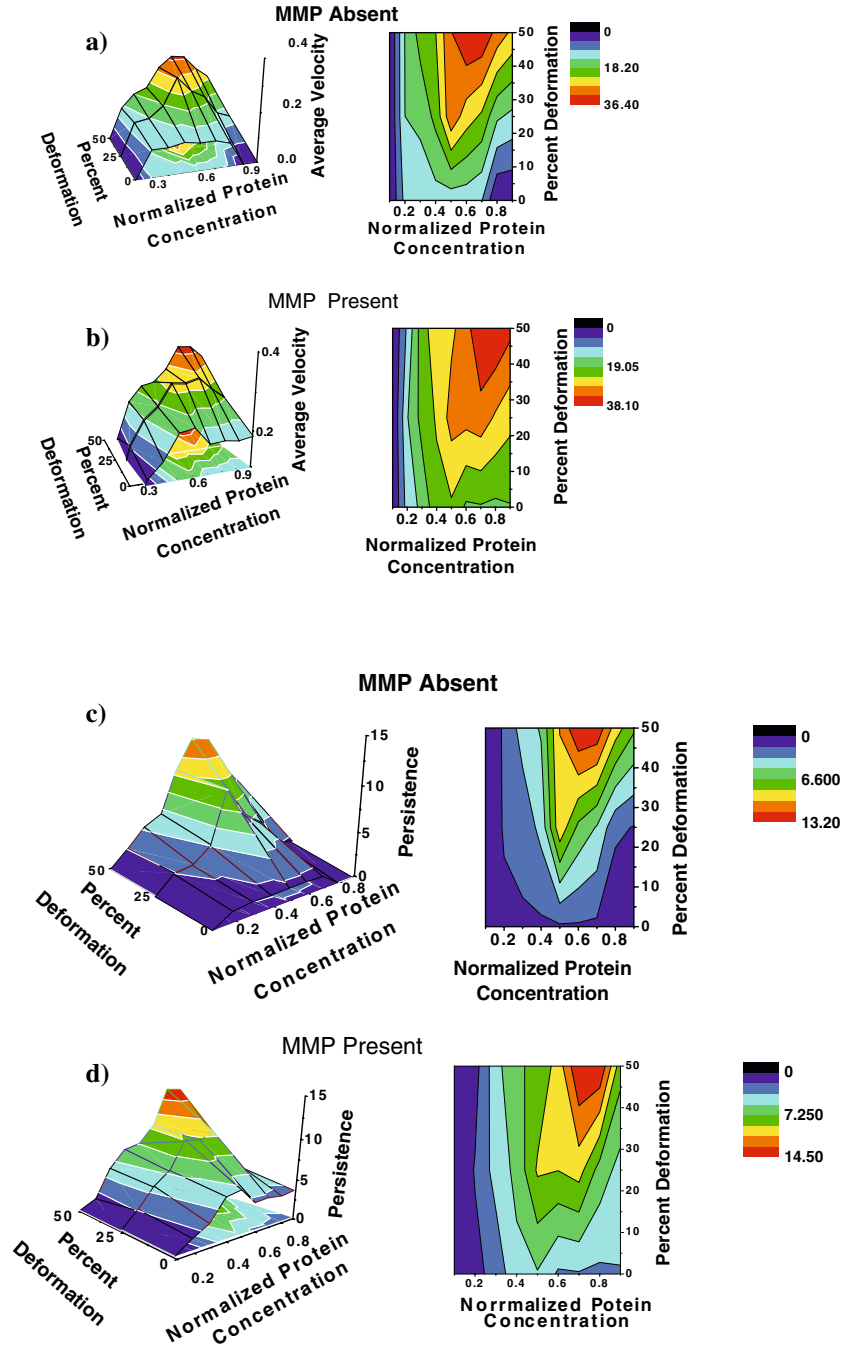 MMP Absent
a)
0.4
0.2
0.0
Average Velocity
50
25
0
Percent
Deformation
0.3
0.6
0.9
Normalized Protein
Concentration
50
40
30
20
10
0
Percent Deformation
0.2
0.4
0.6
0.8
Normalized Protein
Concentration
0
18.20
36.40
MMP Present
b)
0.4
0.2
Average Velocity
50
25
0
Percent
Deformation
0.3
0.6
0.9
Normalized Protein
Concentration
50
40
30
20
10
0
Percent Deformation
0.2
0.4
0.6
0.8
Normalized Protein
Concentration
0
19.05
38.10
MMP Absent
c)
15
10
5
0
Persistence
50
25
0
Percent
Deformation
0.2
0.4
0.6
0.8
Normalized Protein
Concentration
50
40
30
20
10
0
Percent Deformation
0.2
0.4
0.6
0.8
Normalized Protein
Concentration
0
6.600
13.20
MMP Present
d)
15
10
5
0
Persistence
50
25
0
Percent
Deformation
0.2
0.4
0.6
0.8
Normalized Protein
Concentration
50
40
30
20
10
0
Percent Deformation
0.2
0.4
0.6
0.8
Norrmalized Potein
Concentration
0
7.250
14.50